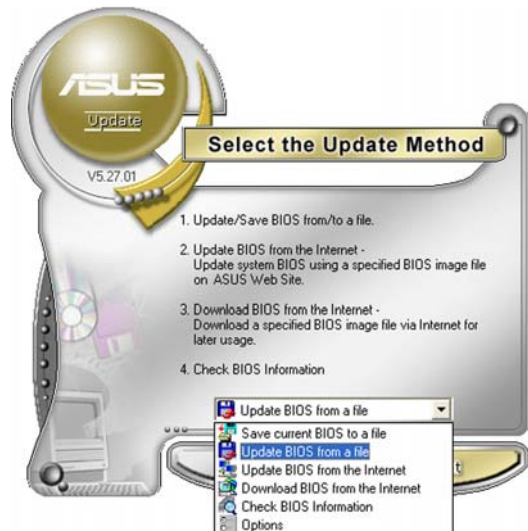 ASUS
Update
V5.27.01
Select the Update Method
1. Update/Save BIOS from/to a file.
2. Update BIOS from the Internet -
Update system BIOS using a specified BIOS image file
on ASUS Web Site.
3. Download BIOS from the Internet -
Download a specified BIOS image file via Internet for
later usage.
4. Check BIOS Information
Update BIOS from a file
Save current BIOS to a file
Update BIOS from a file
Update BIOS from the Internet
Download BIOS from the Internet
Check BIOS Information
Options